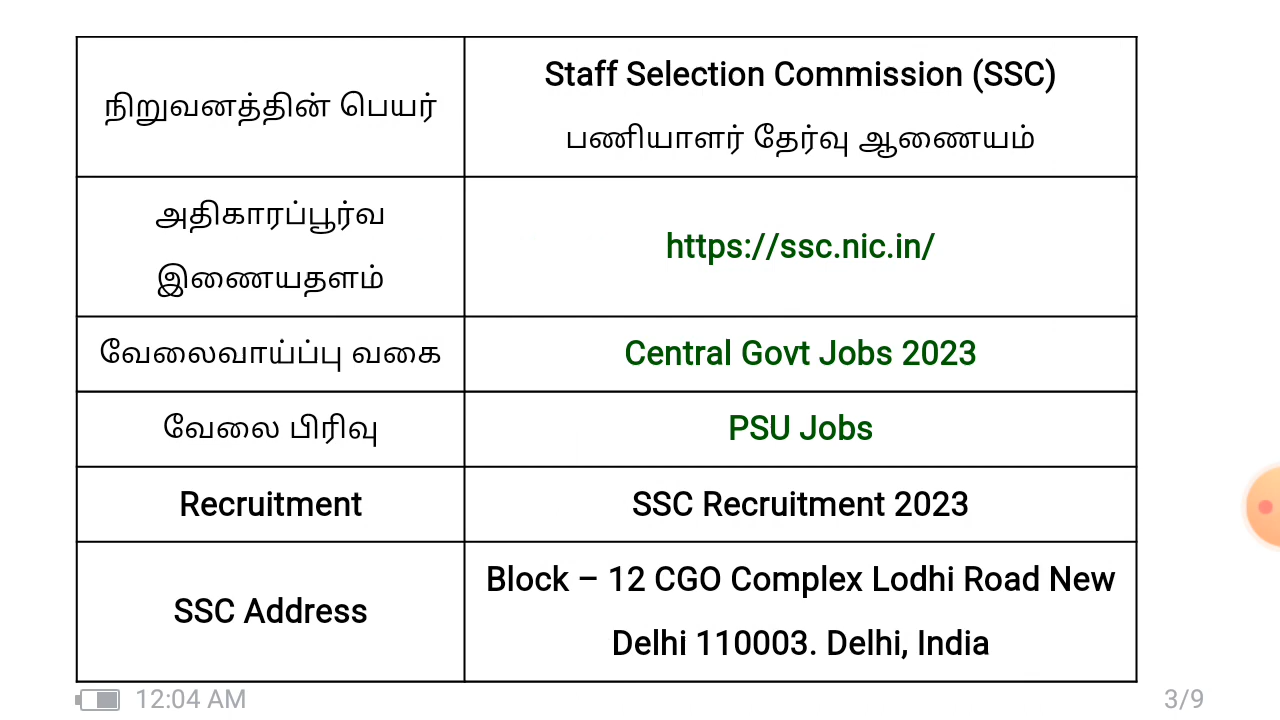 நிறுவனத்தின் பெயர்
Staff Selection Commission (SSC)
பணியாளர் தேர்வு ஆணையம்
அதிகாரப்பூர்வ
இணையதளம்
https://ssc.nic.in/
வேலைவாய்ப்பு வகை
Central Govt Jobs 2023
வேலை பிரிவு
PSU Jobs
Recruitment
SSC Recruitment 2023
SSC Address
Block – 12 CGO Complex Lodhi Road New
Delhi 110003. Delhi, India
12:04 AM
3/9